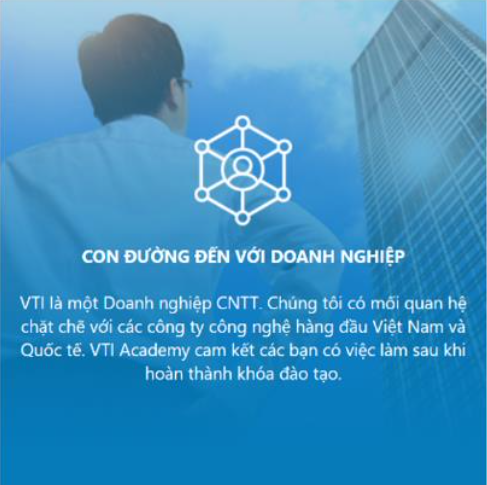 CON ĐƯỜNG ĐẾN VỚI DOANH NGHIỆP
VTI là một Doanh nghiệp CNTT. Chúng tôi có mối quan hệ
chặt chẽ với các công ty công nghệ hàng đầu Việt Nam và
Quốc tế. VTI Academy cam kết các bạn có việc làm sau khi
hoàn thành khóa đào tạo.